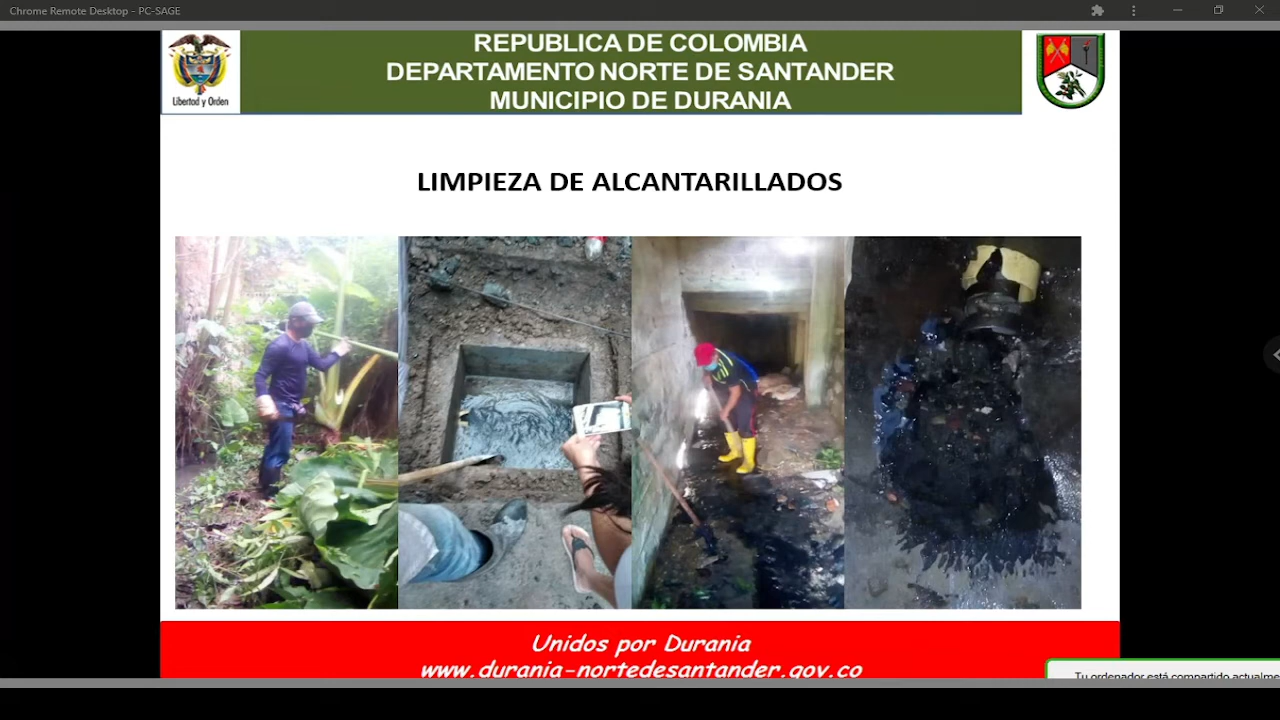 Chrome Remote Desktop - PC-SAGE
REPUBLICA DE COLOMBIA
DEPARTAMENTO NORTE DE SANTANDER
MUNICIPIO DE DURANIA
Libertad y Orden
LIMPIEZA DE ALCANTARILLADOS
Unidos por Durania
www.durania-nortedesantander.gov.co
Tu ordenador está compartido actualme